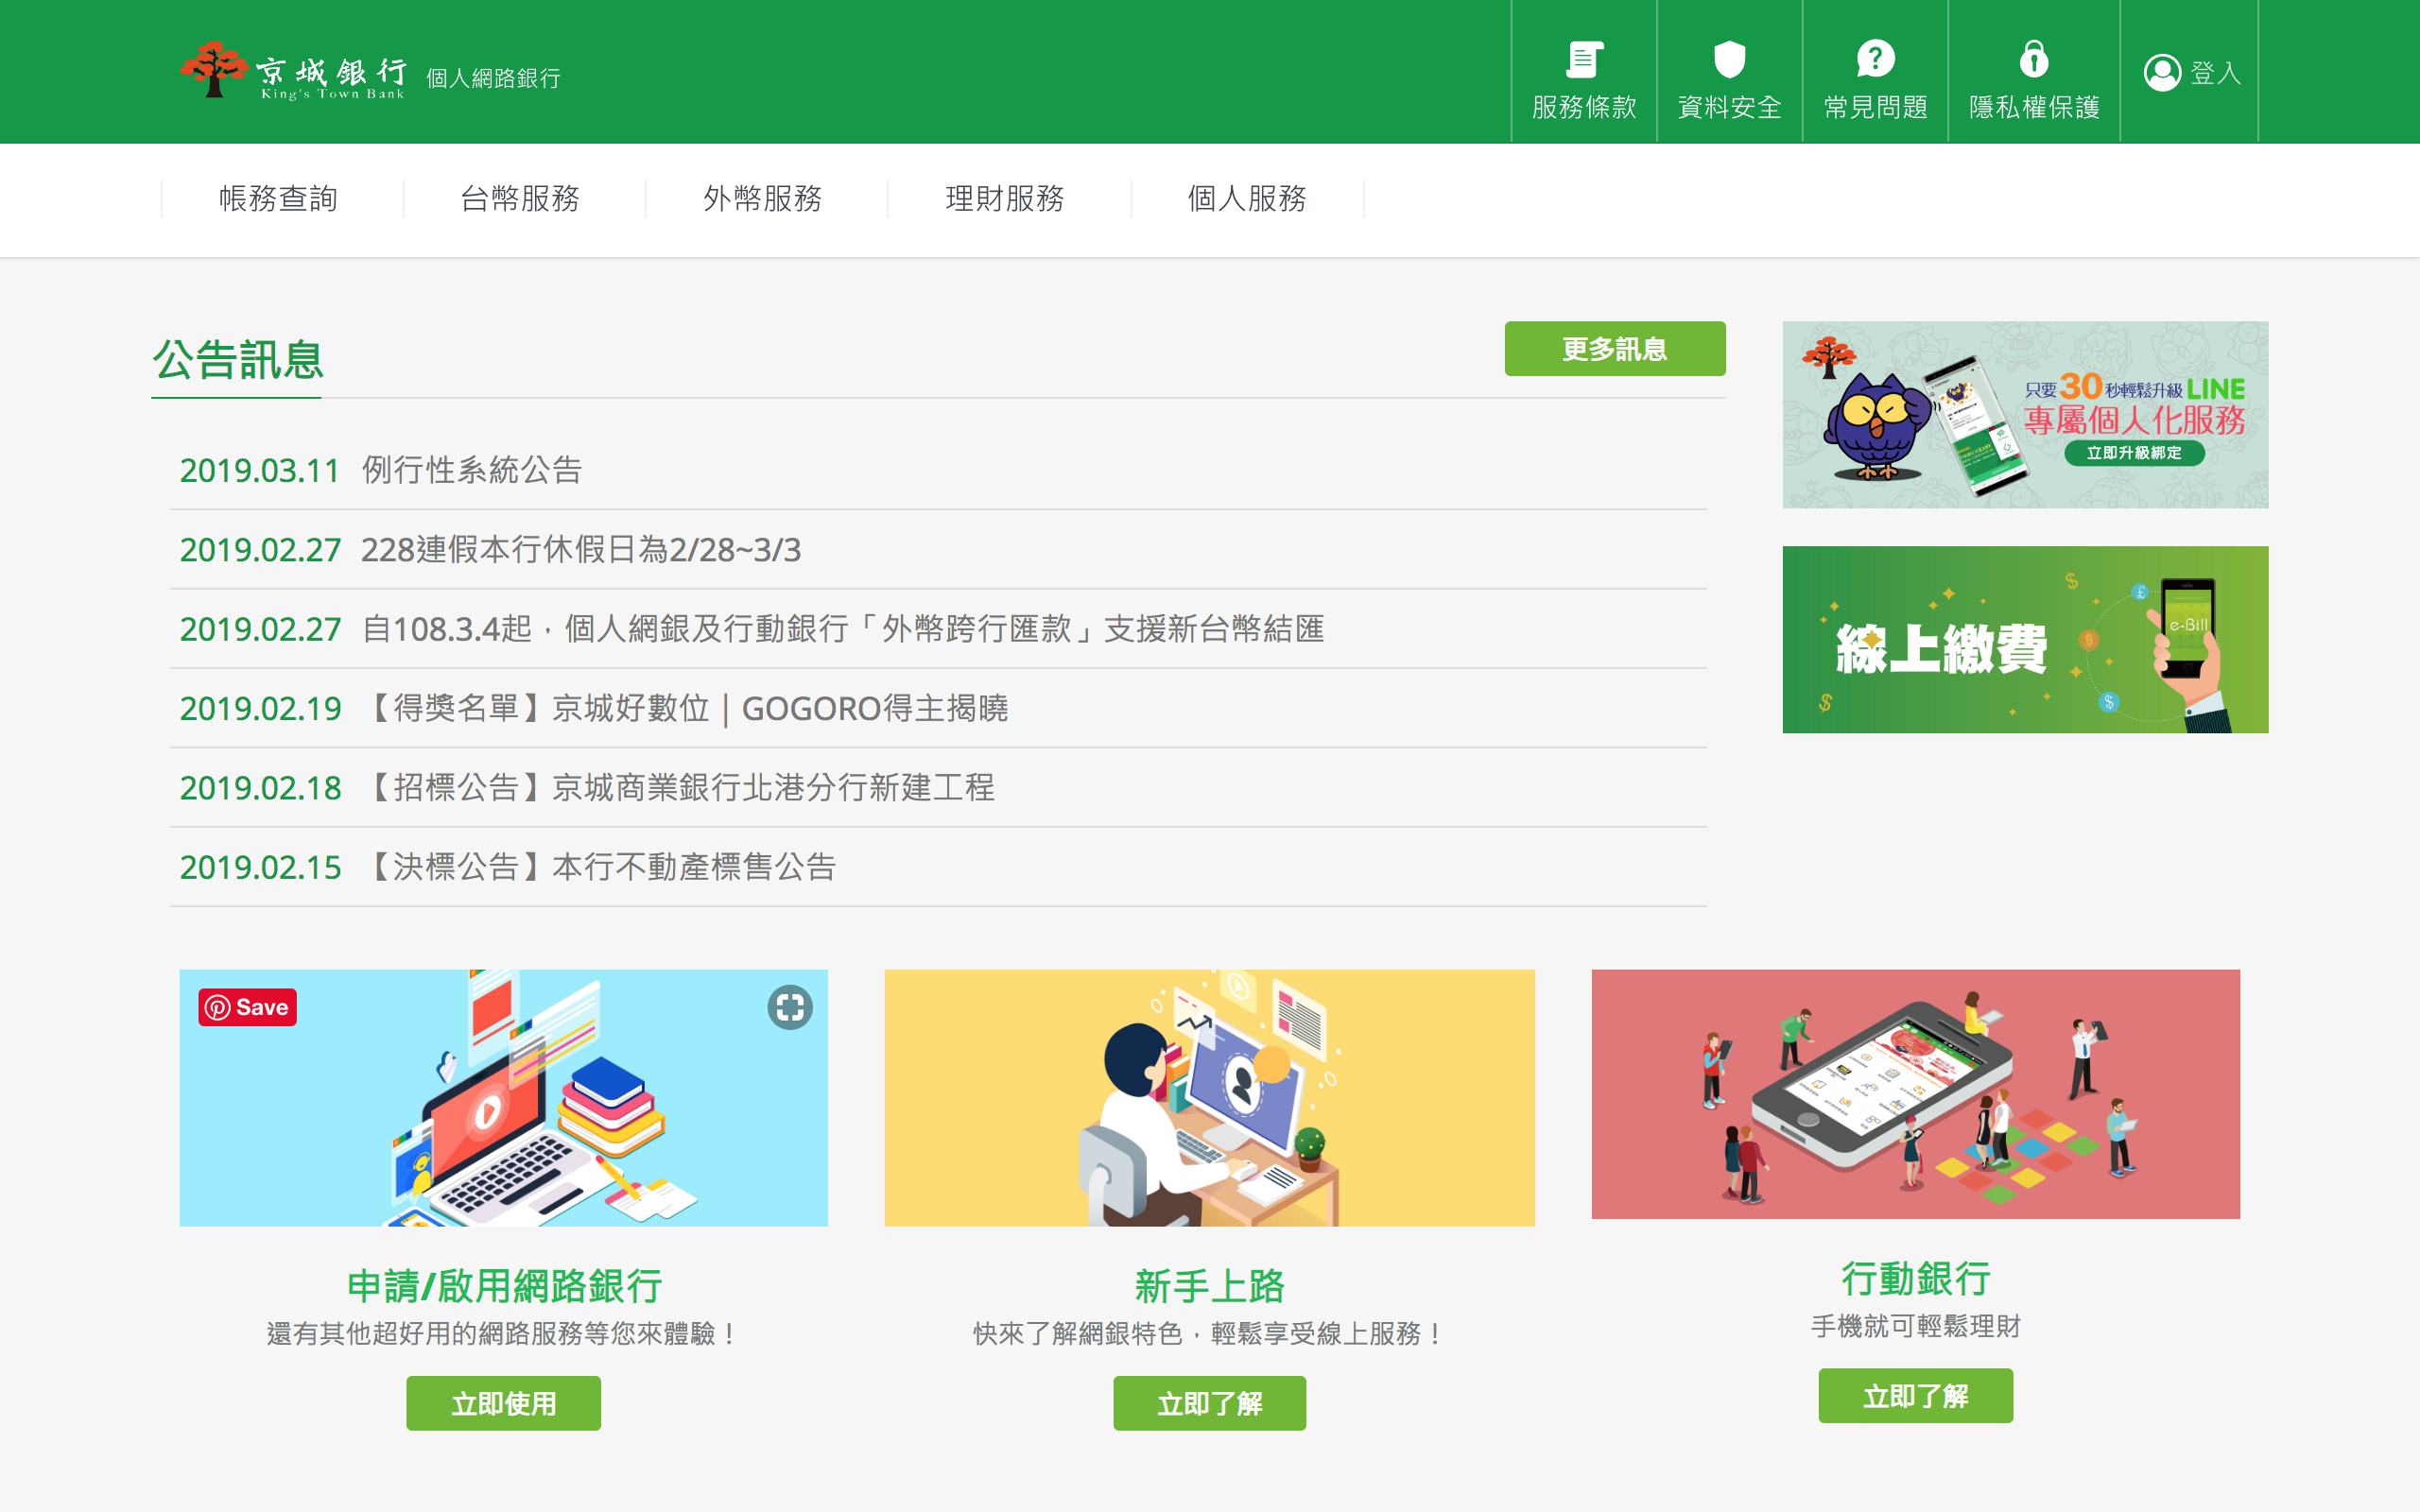 京城銀行 個人網路銀行
King's Town Bank
服務條款
資料安全
常見問題
隱私權保護
登入
帳務查詢
台幣服務
外幣服務
理財服務
個人服務
公告訊息
更多訊息
2019.03.11 例行性系統公告
2019.02.27 228連假本行休假日為2/28~3/3
2019.02.27 自108.3.4起，個人網銀及行動銀行「外幣跨行匯款」支援新台幣結匯
2019.02.19 【得獎名單】京城好數位 | GOGORO得主揭曉
2019.02.18 【招標公告】京城商業銀行北港分行新建工程
2019.02.15 【決標公告】本行不動產標售公告
只要30秒輕鬆升級LINE
專屬個人化服務
立即升級綁定
線上繳費
e-Bill
Save
申請/啟用網路銀行
還有其他超好用的網路服務等您來體驗！
立即使用
新手上路
快來了解網銀特色，輕鬆享受線上服務！
立即了解
行動銀行
手機就可輕鬆理財
立即了解